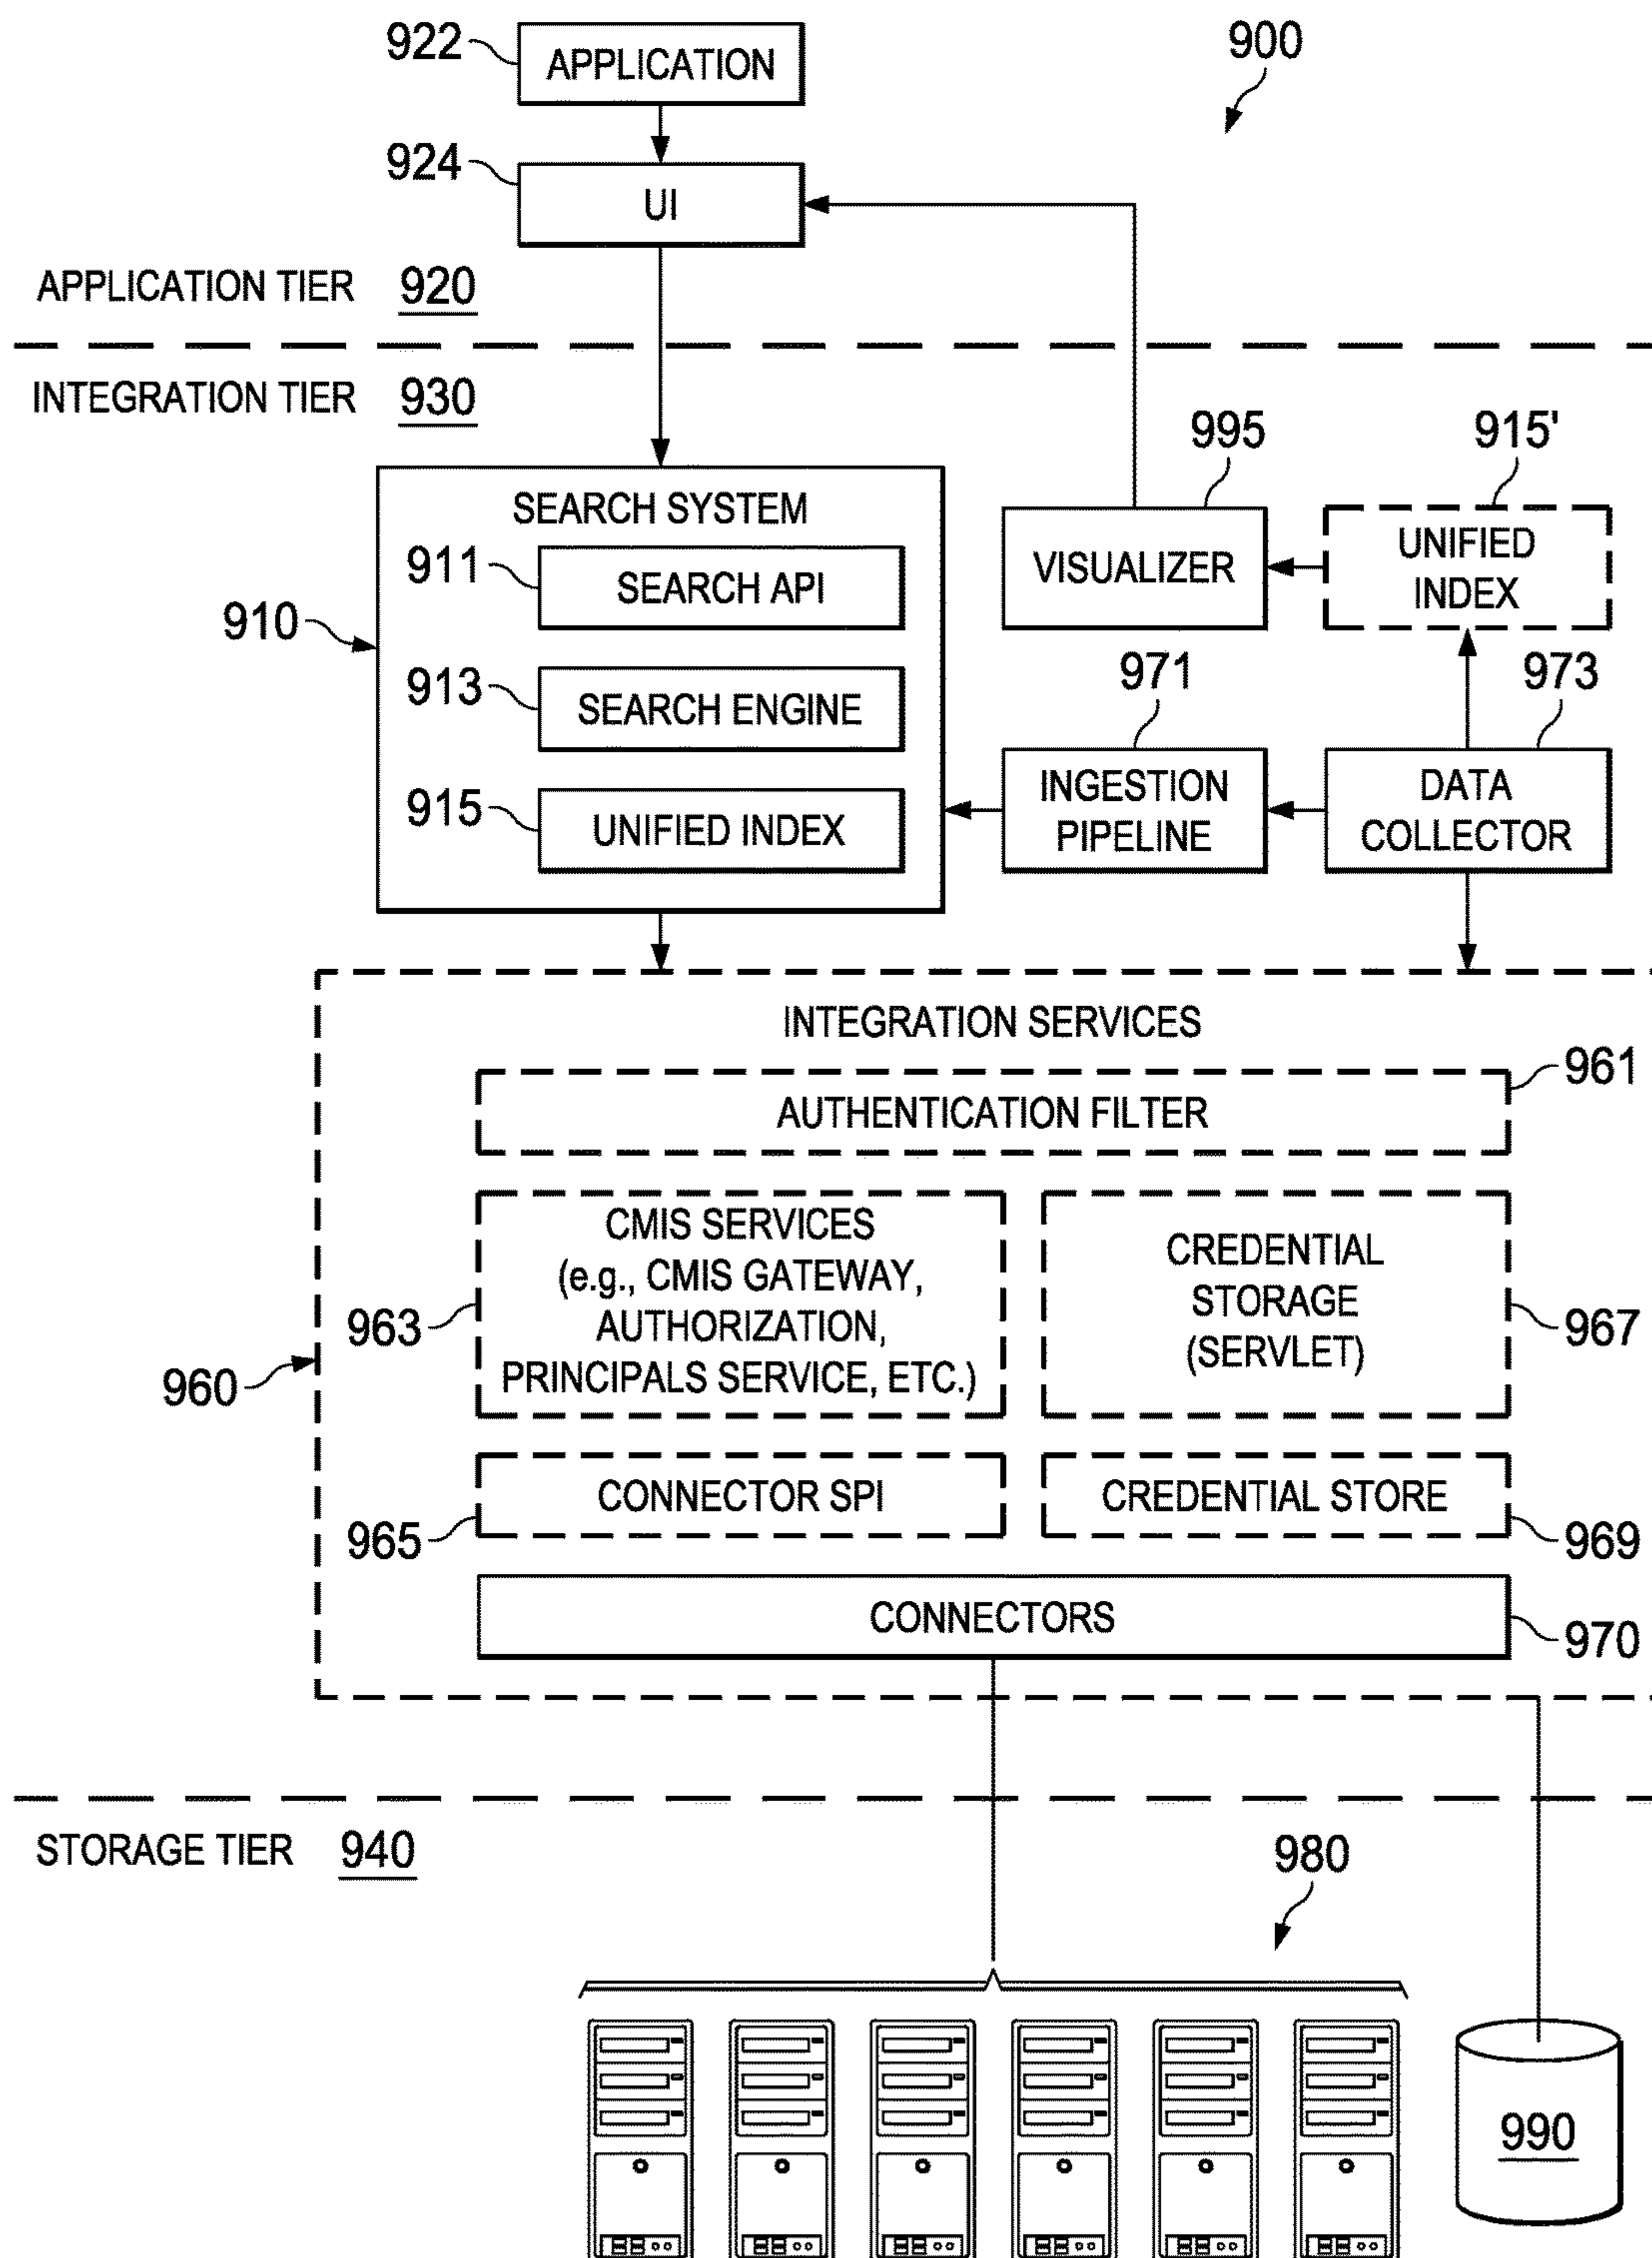 922
APPLICATION
900
924
UI
APPLICATION TIER 920
INTEGRATION TIER 930
995
915'
SEARCH SYSTEM
911
SEARCH API
910
913
SEARCH ENGINE
915
UNIFIED INDEX
VISUALIZER
UNIFIED
INDEX
971
973
INGESTION
PIPELINE
DATA
COLLECTOR
INTEGRATION SERVICES
961
AUTHENTICATION FILTER
960
963
CMIS SERVICES
(e.g., CMIS GATEWAY,
AUTHORIZATION,
PRINCIPALS SERVICE, ETC.)
CREDENTIAL
STORAGE
(SERVLET)
967
965
CONNECTOR SPI
CREDENTIAL STORE
969
CONNECTORS
970
STORAGE TIER 940
980
990